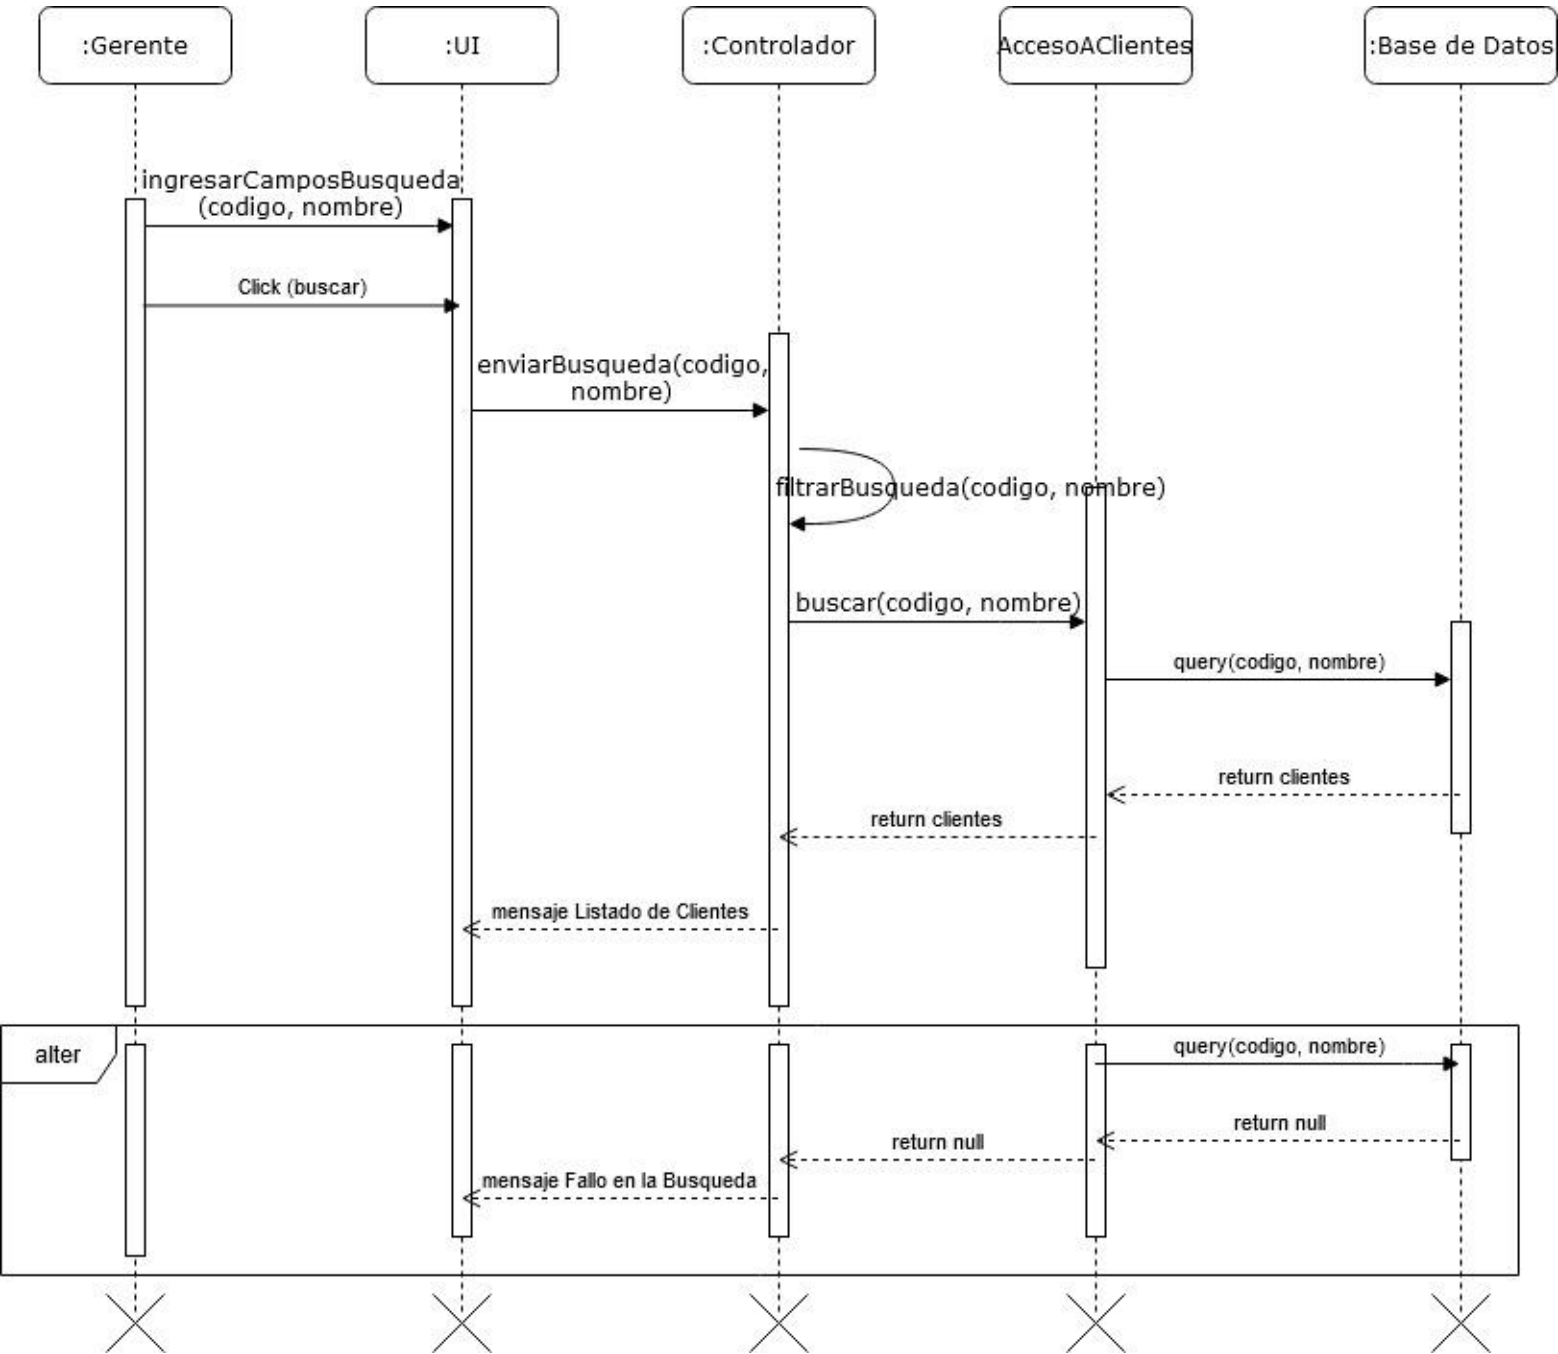 :Gerente
:UI
:Controlador
AccesoAClientes
:Base de Datos
ingresarCamposBusqueda
(codigo, nombre)
Click (buscar)
enviarBusqueda(codigo,
nombre)
filtrarBusqueda(codigo, nombre)
buscar(codigo, nombre)
query(codigo, nombre)
return clientes
return clientes
mensaje Listado de Clientes
alter
query(codigo, nombre)
return null
return null
mensaje Fallo en la Busqueda